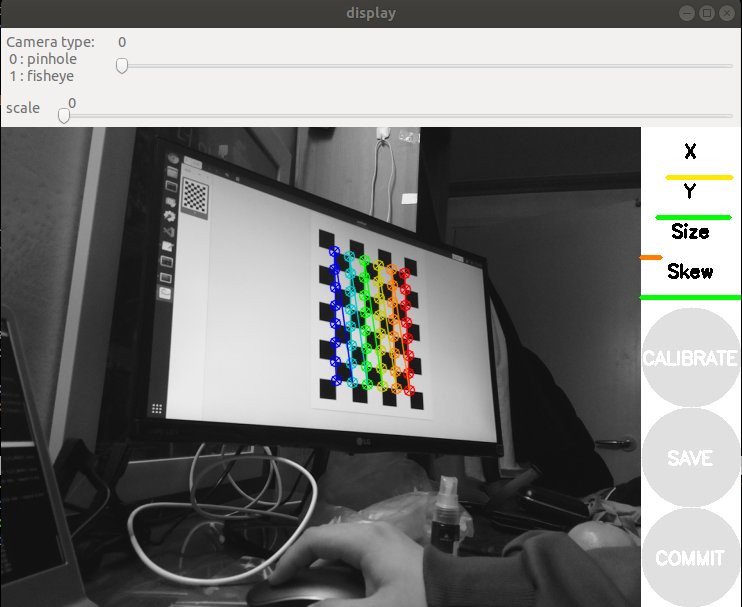 display
Camera type:
0 : pinhole
1 : fisheye
0
scale
0
X
Y
Size
Skew
CALIBRATE
SAVE
COMMIT
LG